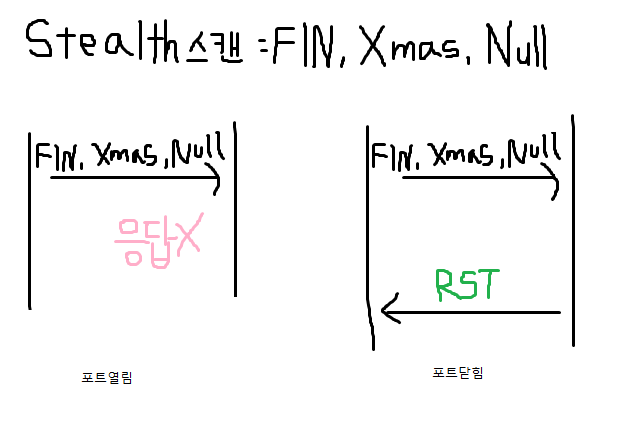 Stealth스캔 = FIN, Xmas, Null
FIN, Xmas, Null
응답X
포트열림
FIN, Xmas, Null
RST
포트닫힘